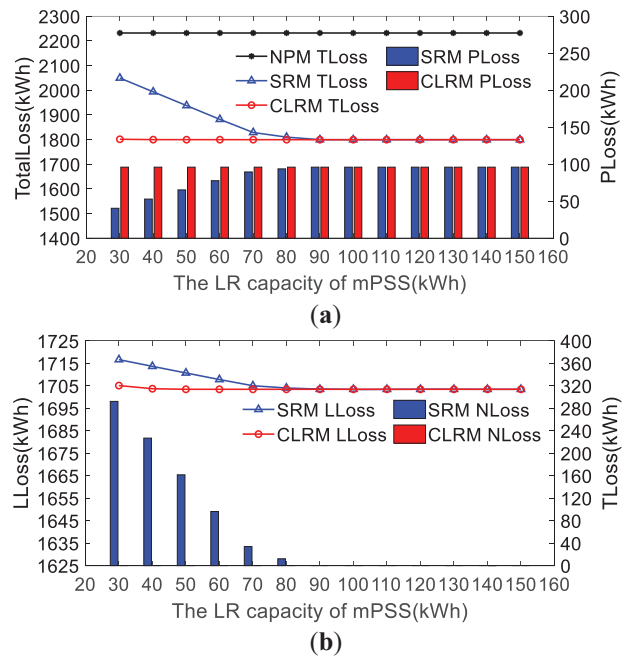 2300
2200
2100
2000
1900
1800
1700
1600
1500
1400
TotalLoss(kWh)
300
250
200
150
100
50
0
PLoss(kWh)
NPM TLoss
SRM TLoss
CLRM TLoss
SRM PLoss
CLRM PLoss
20 30 40 50 60 70 80 90 100 110 120 130 140 150 160
The LR capacity of mPSS(kWh)
(a)
1725
1715
1705
1695
1685
1675
1665
1655
1645
1635
1625
LLoss(kWh)
400
360
320
280
240
200
160
120
80
40
0
TLoss(kWh)
SRM LLoss
CLRM LLoss
SRM NLoss
CLRM NLoss
20 30 40 50 60 70 80 90 100 110 120 130 140 150 160
The LR capacity of mPSS(kWh)
(b)